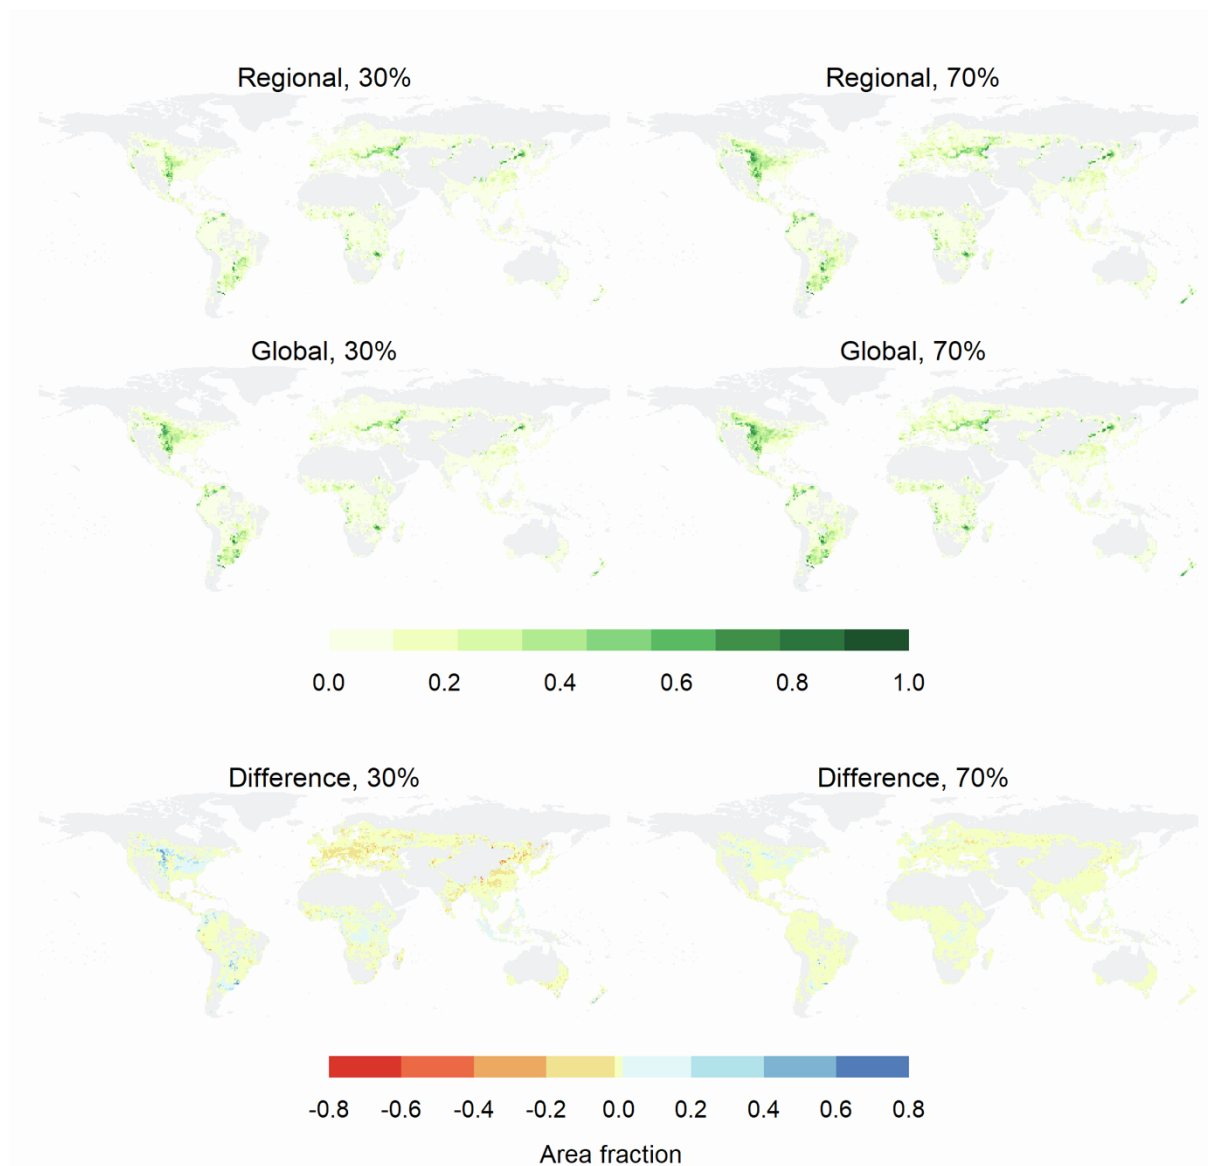 Regional, 30%
Regional, 70%
Global, 30%
Global, 70%
0.0 0.2 0.4 0.6 0.8 1.0
Difference, 30%
Difference, 70%
-0.8 -0.6 -0.4 -0.2 0.0 0.2 0.4 0.6 0.8
Area fraction